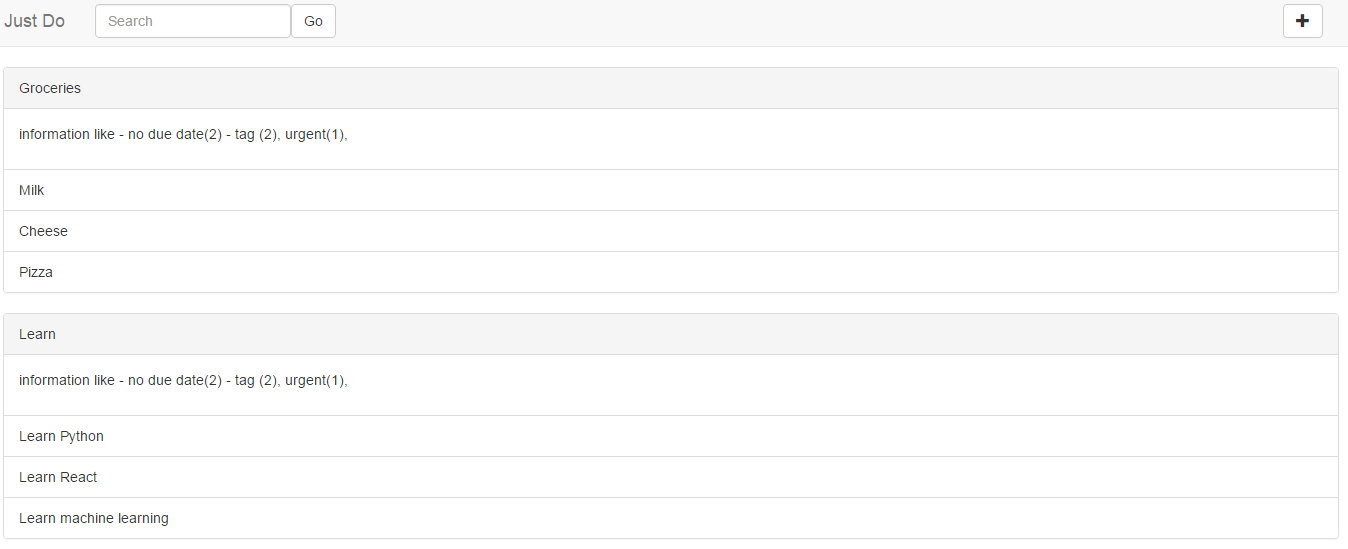 Just Do Search Go +
Groceries
information like - no due date(2) - tag (2), urgent(1),
Milk
Cheese
Pizza
Learn
information like - no due date(2) - tag (2), urgent(1),
Learn Python
Learn React
Learn machine learning